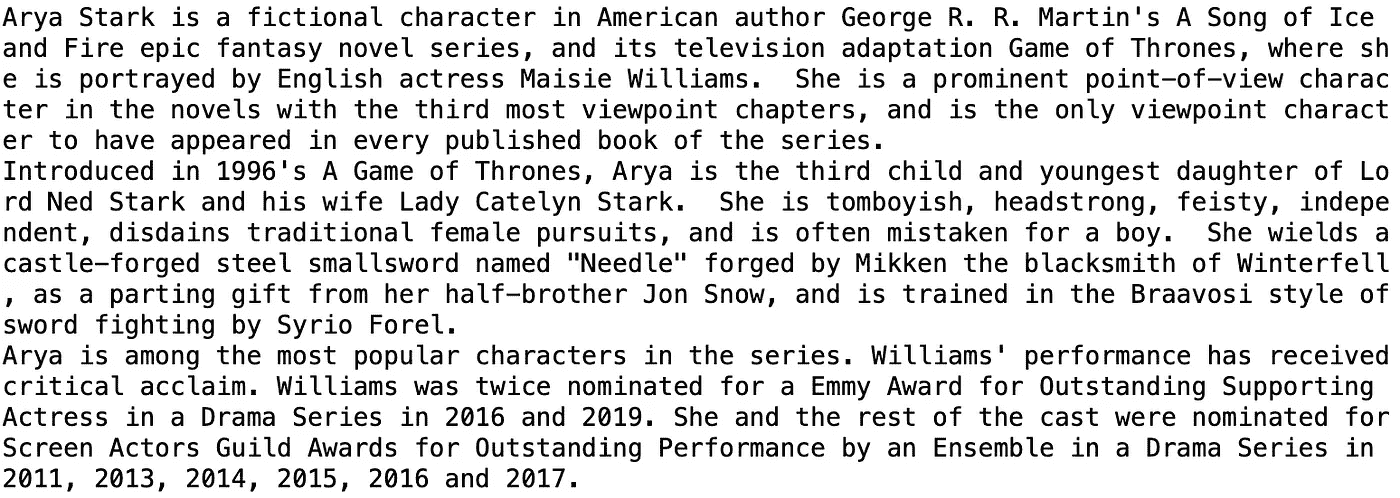 Arya Stark is a fictional character in American author George R. R. Martin's A Song of Ice
and Fire epic fantasy novel series, and its television adaptation Game of Thrones, where sh
e is portrayed by English actress Maisie Williams.  She is a prominent point-of-view charac
ter in the novels with the third most viewpoint chapters, and is the only viewpoint charact
er to have appeared in every published book of the series.
Introduced in 1996's A Game of Thrones, Arya is the third child and youngest daughter of Lo
rd Ned Stark and his wife Lady Catelyn Stark.  She is tomboyish, headstrong, feisty, indepe
ndent, disdains traditional female pursuits, and is often mistaken for a boy.  She wields a
castle-forged steel smallsword named "Needle" forged by Mikken the blacksmith of Winterfell
, as a parting gift from her half-brother Jon Snow, and is trained in the Braavosi style of
sword fighting by Syrio Forel.
Arya is among the most popular characters in the series. Williams' performance has received
critical acclaim. Williams was twice nominated for a Emmy Award for Outstanding Supporting
Actress in a Drama Series in 2016 and 2019. She and the rest of the cast were nominated for
Screen Actors Guild Awards for Outstanding Performance by an Ensemble in a Drama Series in
2011, 2013, 2014, 2015, 2016 and 2017.